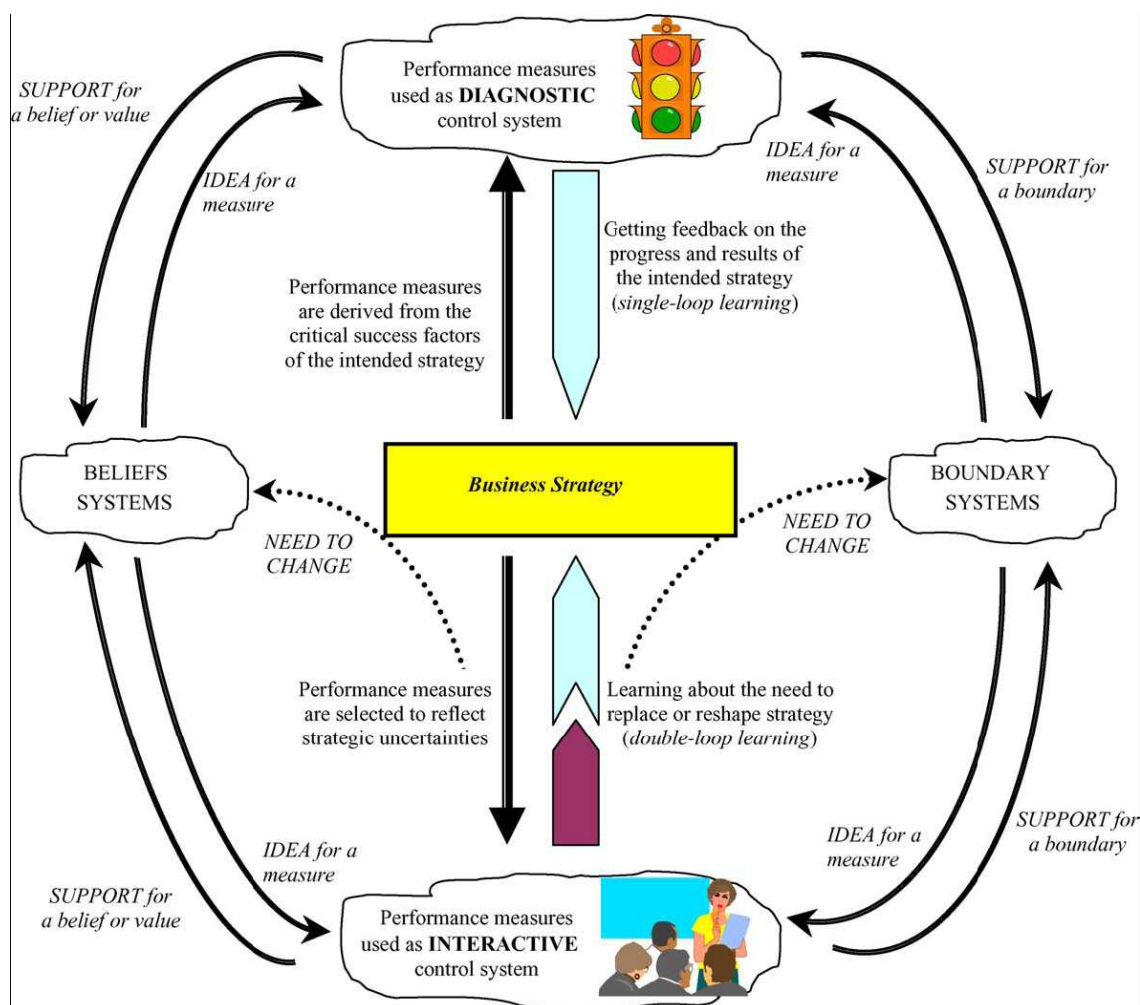 Performance measures
used as DIAGNOSTIC
control system
SUPPORT for
a belief or value
IDEA for a
measure
IDEA for a
measure
SUPPORT for
a boundary
Getting feedback on the
progress and results of
the intended strategy
(single-loop learning)
Performance measures
are derived from the
critical success factors
of the intended strategy
BELIEFS
SYSTEMS
Business Strategy
BOUNDARY
SYSTEMS
NEED TO
CHANGE
NEED TO
CHANGE
Performance measures
are selected to reflect
strategic uncertainties
Learning about the need to
replace or reshape strategy
(double-loop learning)
IDEA for a
measure
IDEA for a
measure
SUPPORT for
a boundary
SUPPORT for
a belief or value
Performance measures
used as INTERACTIVE
control system